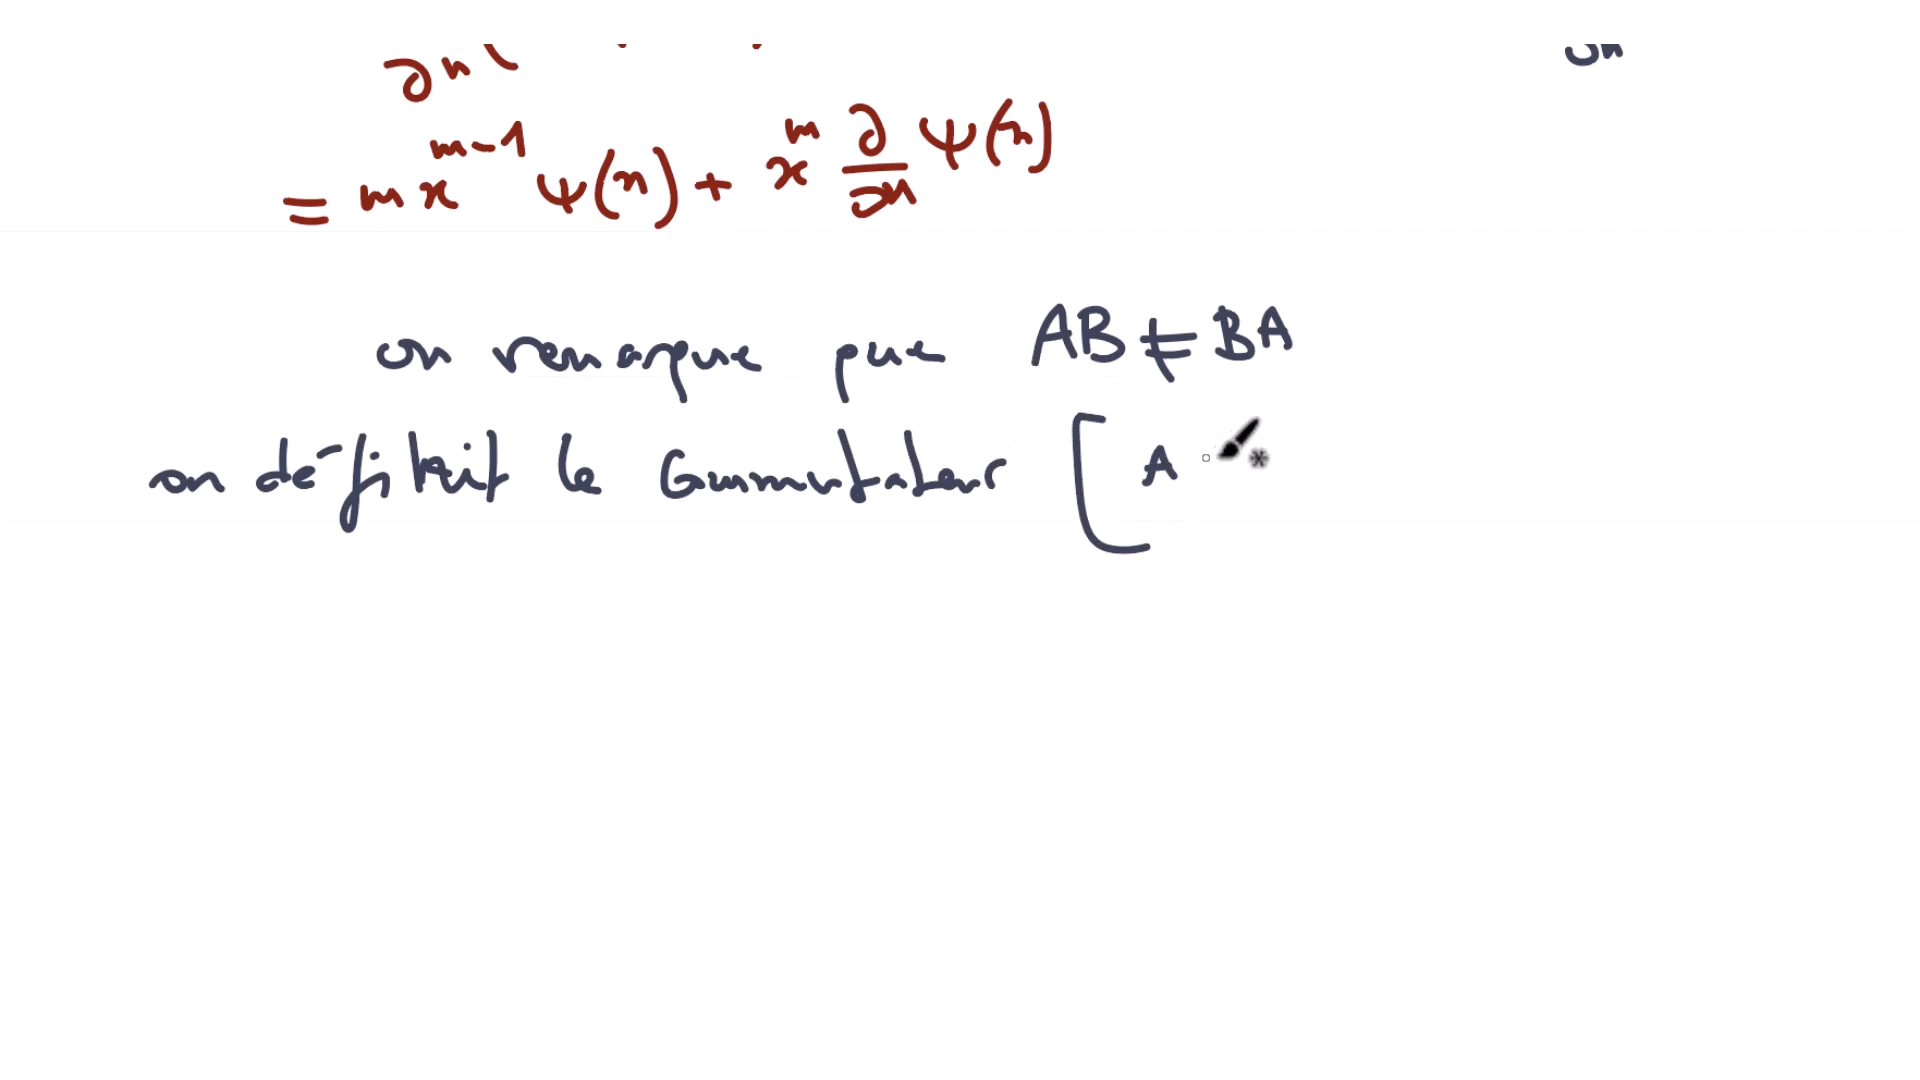 ∂x (
= m x^{m-1} ψ(x) + x^m ∂/∂x ψ(x)
on remarque que AB ≠ BA
on définit le Commutateur [A